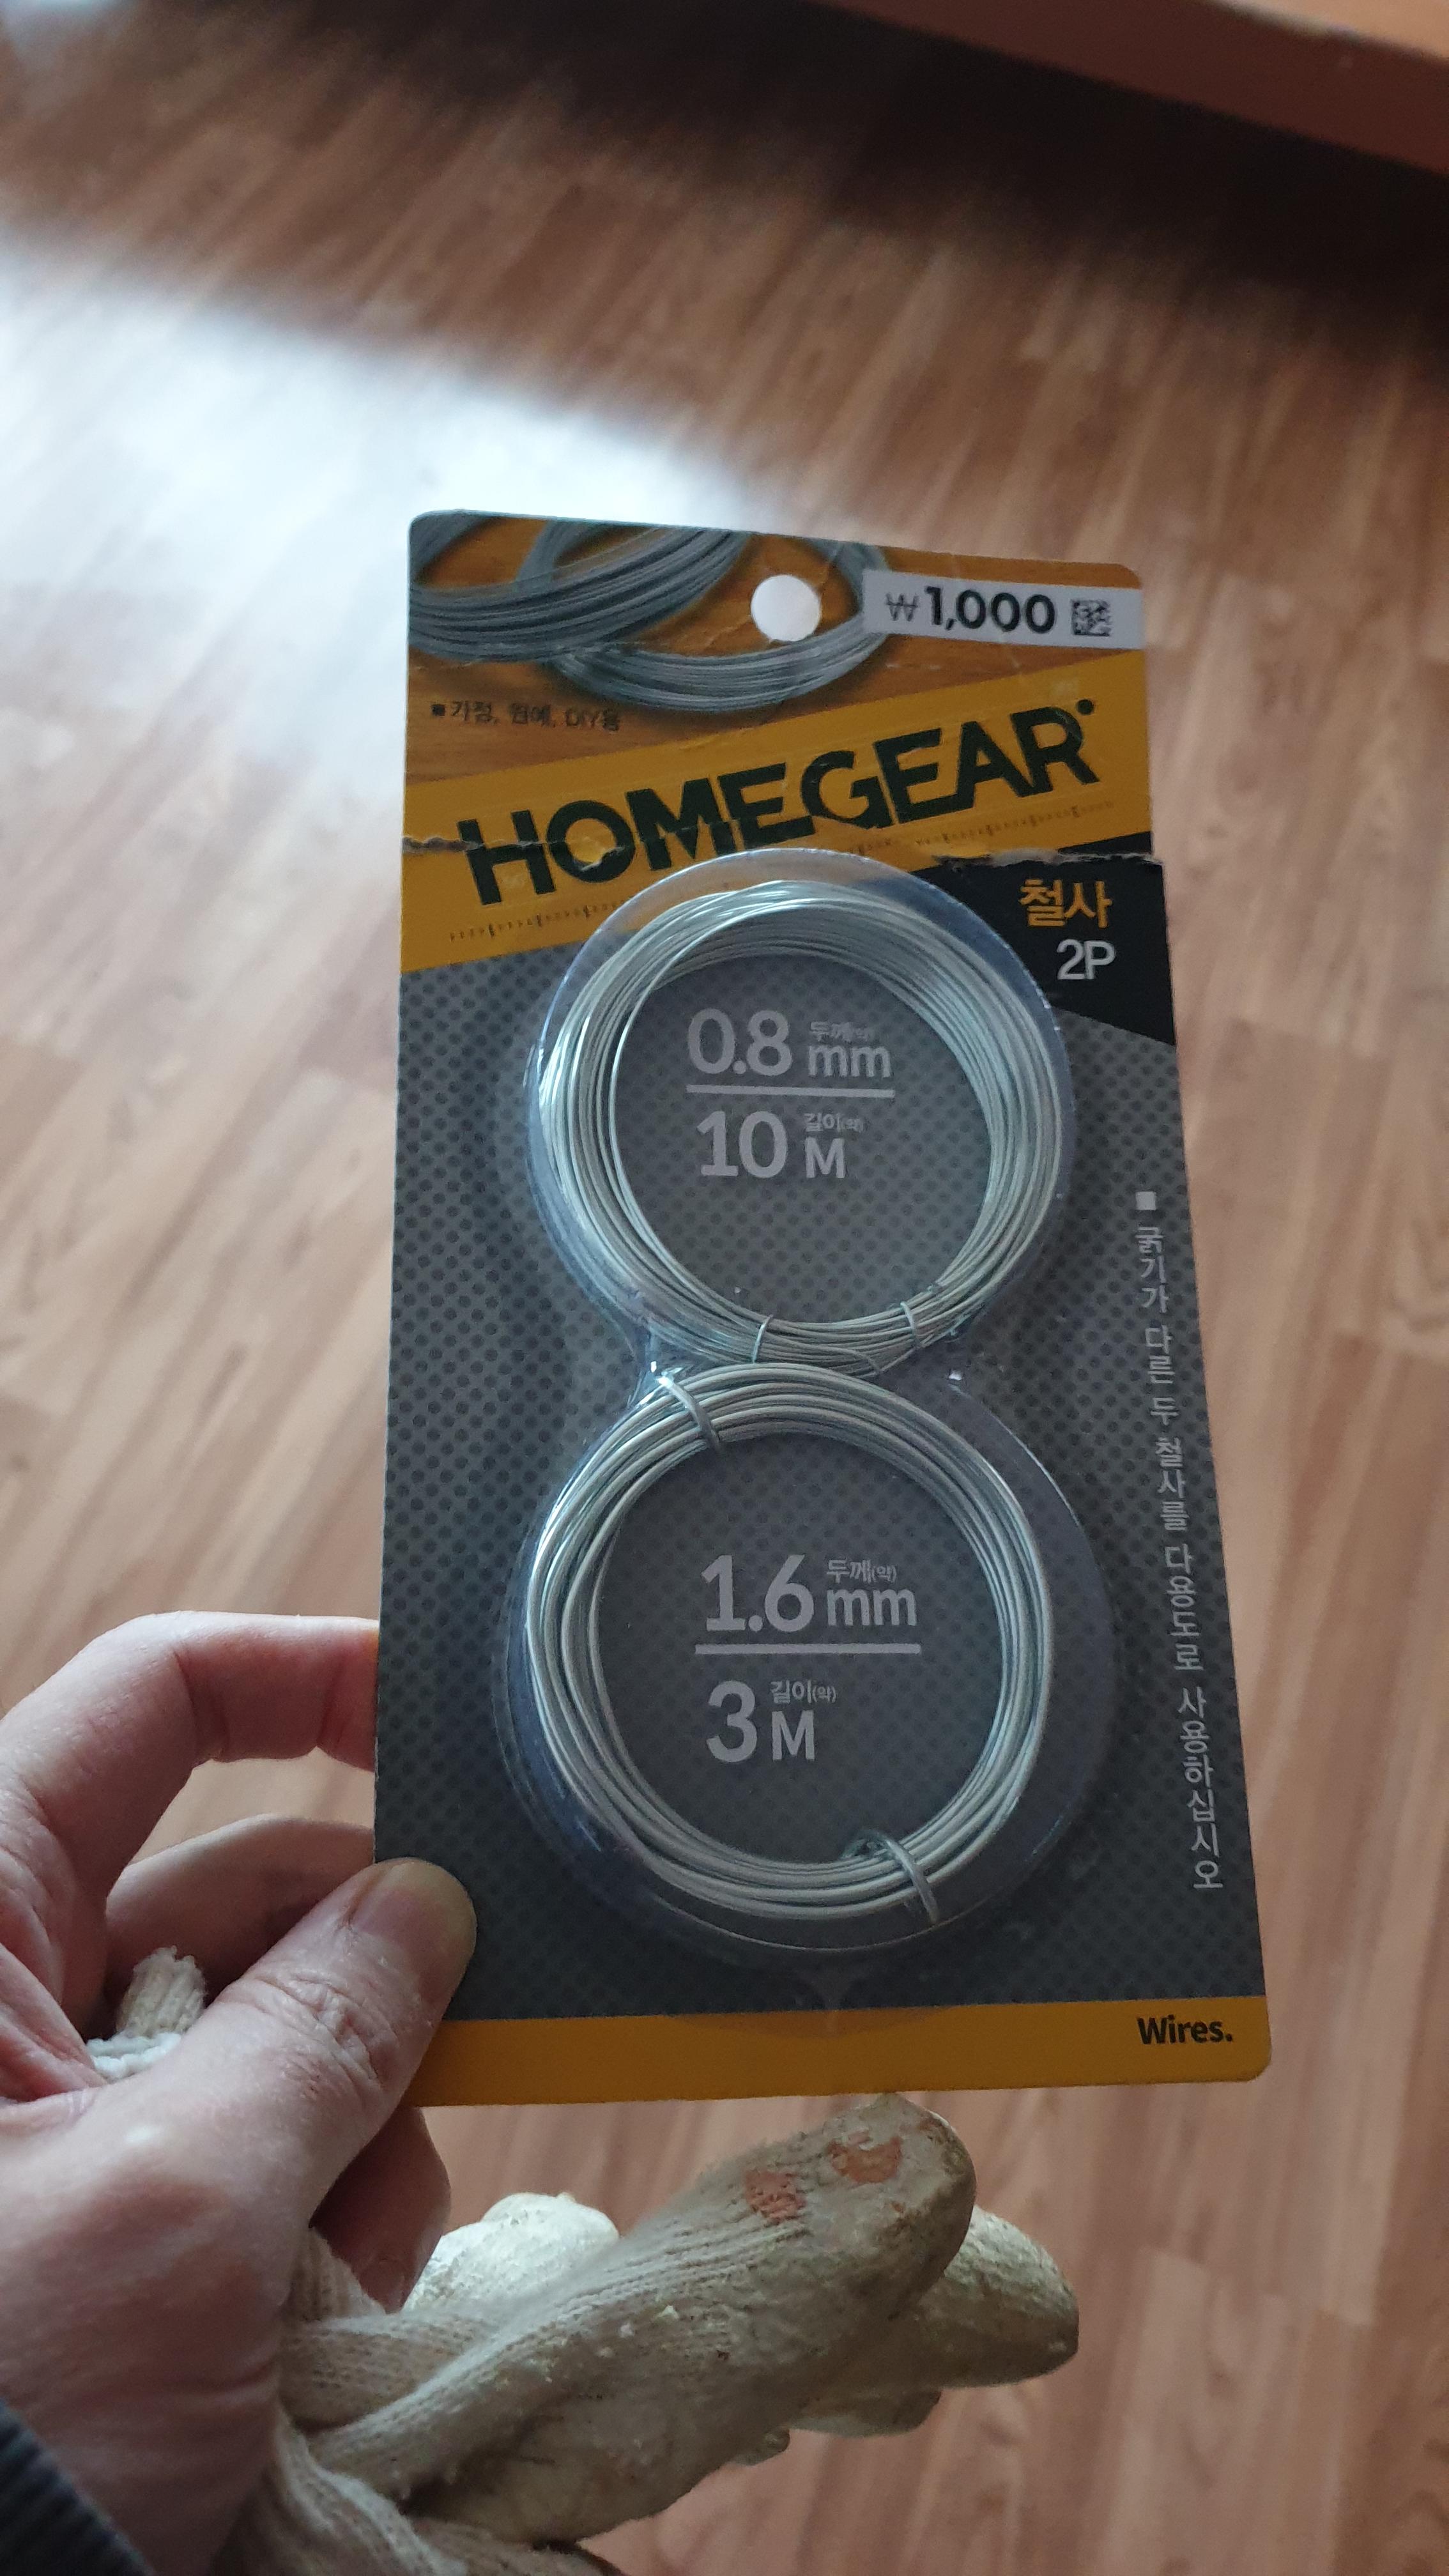 ₩1,000
■ 가정, 원예, DIY용
HOMEGEAR
철사
2P
0.8 두께(약) mm
10 길이(약) M
1.6 두께(약) mm
3 길이(약) M
■ 굵기가 다른 두 철사를 다용도로 사용하십시오
Wires.